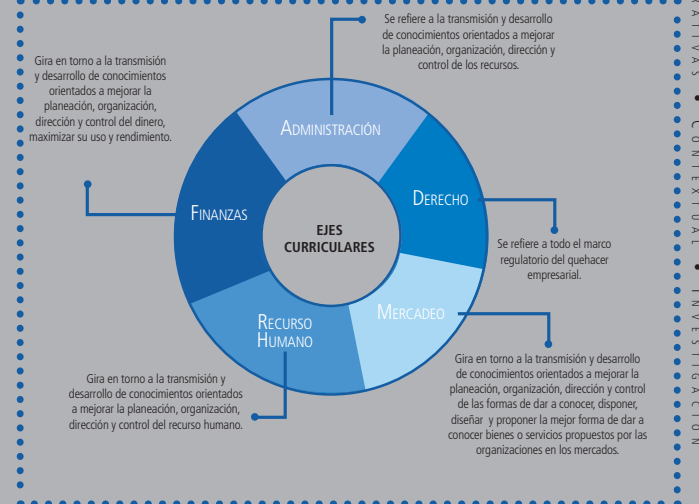 Se refiere a la transmisión y desarrollo
de conocimientos orientados a mejorar
la planeación, organización, dirección y
control de los recursos.
Gira en torno a la transmisión
y desarrollo de conocimientos
orientados a mejorar la
planeación, organización,
dirección y control del dinero,
maximizar su uso y rendimiento.
ADMINISTRACIÓN
DERECHO
FINANZAS
EJES
CURRICULARES
Se refiere a todo el marco
regulatorio del quehacer
empresarial.
MERCADEO
RECURSO
HUMANO
Gira en torno a la transmisión y
desarrollo de conocimientos orientados
a mejorar la planeación, organización,
dirección y control del recurso humano.
Gira en torno a la transmisión y desarrollo
de conocimientos orientados a mejorar la
planeación, organización, dirección y control
de las formas de dar a conocer, disponer,
diseñar y proponer la mejor forma de dar a
conocer bienes o servicios propuestos por las
organizaciones en los mercados.
CONTEXTUAL •